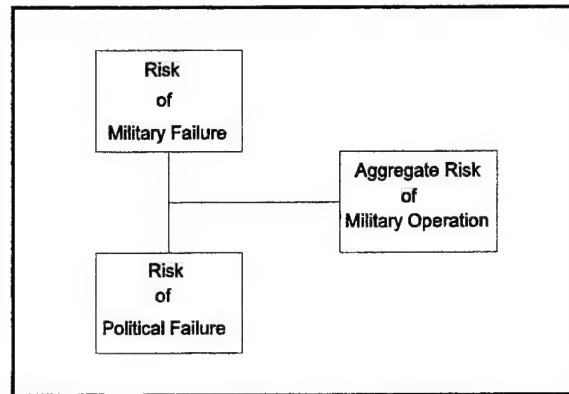 Risk
of
Military Failure
Aggregate Risk
of
Military Operation
Risk
of
Political Failure